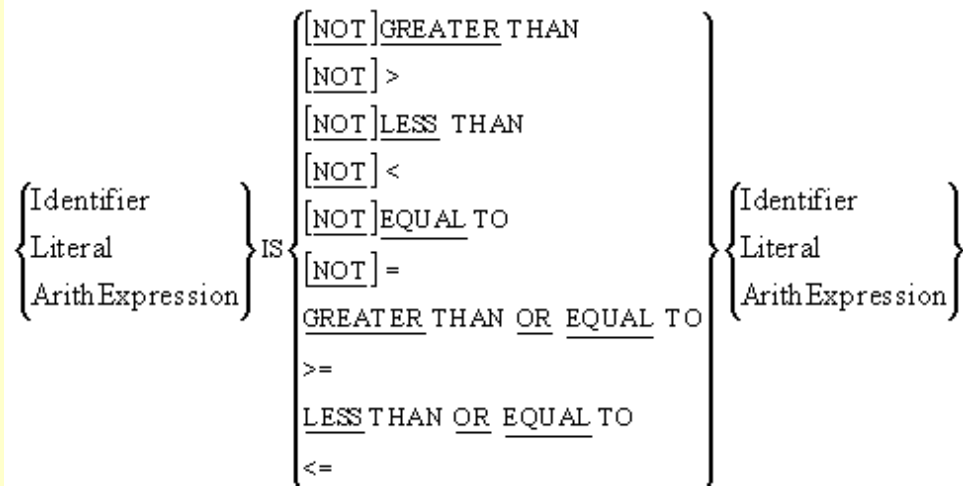 [NOT]GREATER THAN
[NOT] >
[NOT]LESS THAN
[NOT] <
[NOT]EQUAL TO
[NOT] =
GREATER THAN OR EQUAL TO
>=
LESS THAN OR EQUAL TO
<=
Identifier
Literal
ArithExpression
IS
Identifier
Literal
ArithExpression